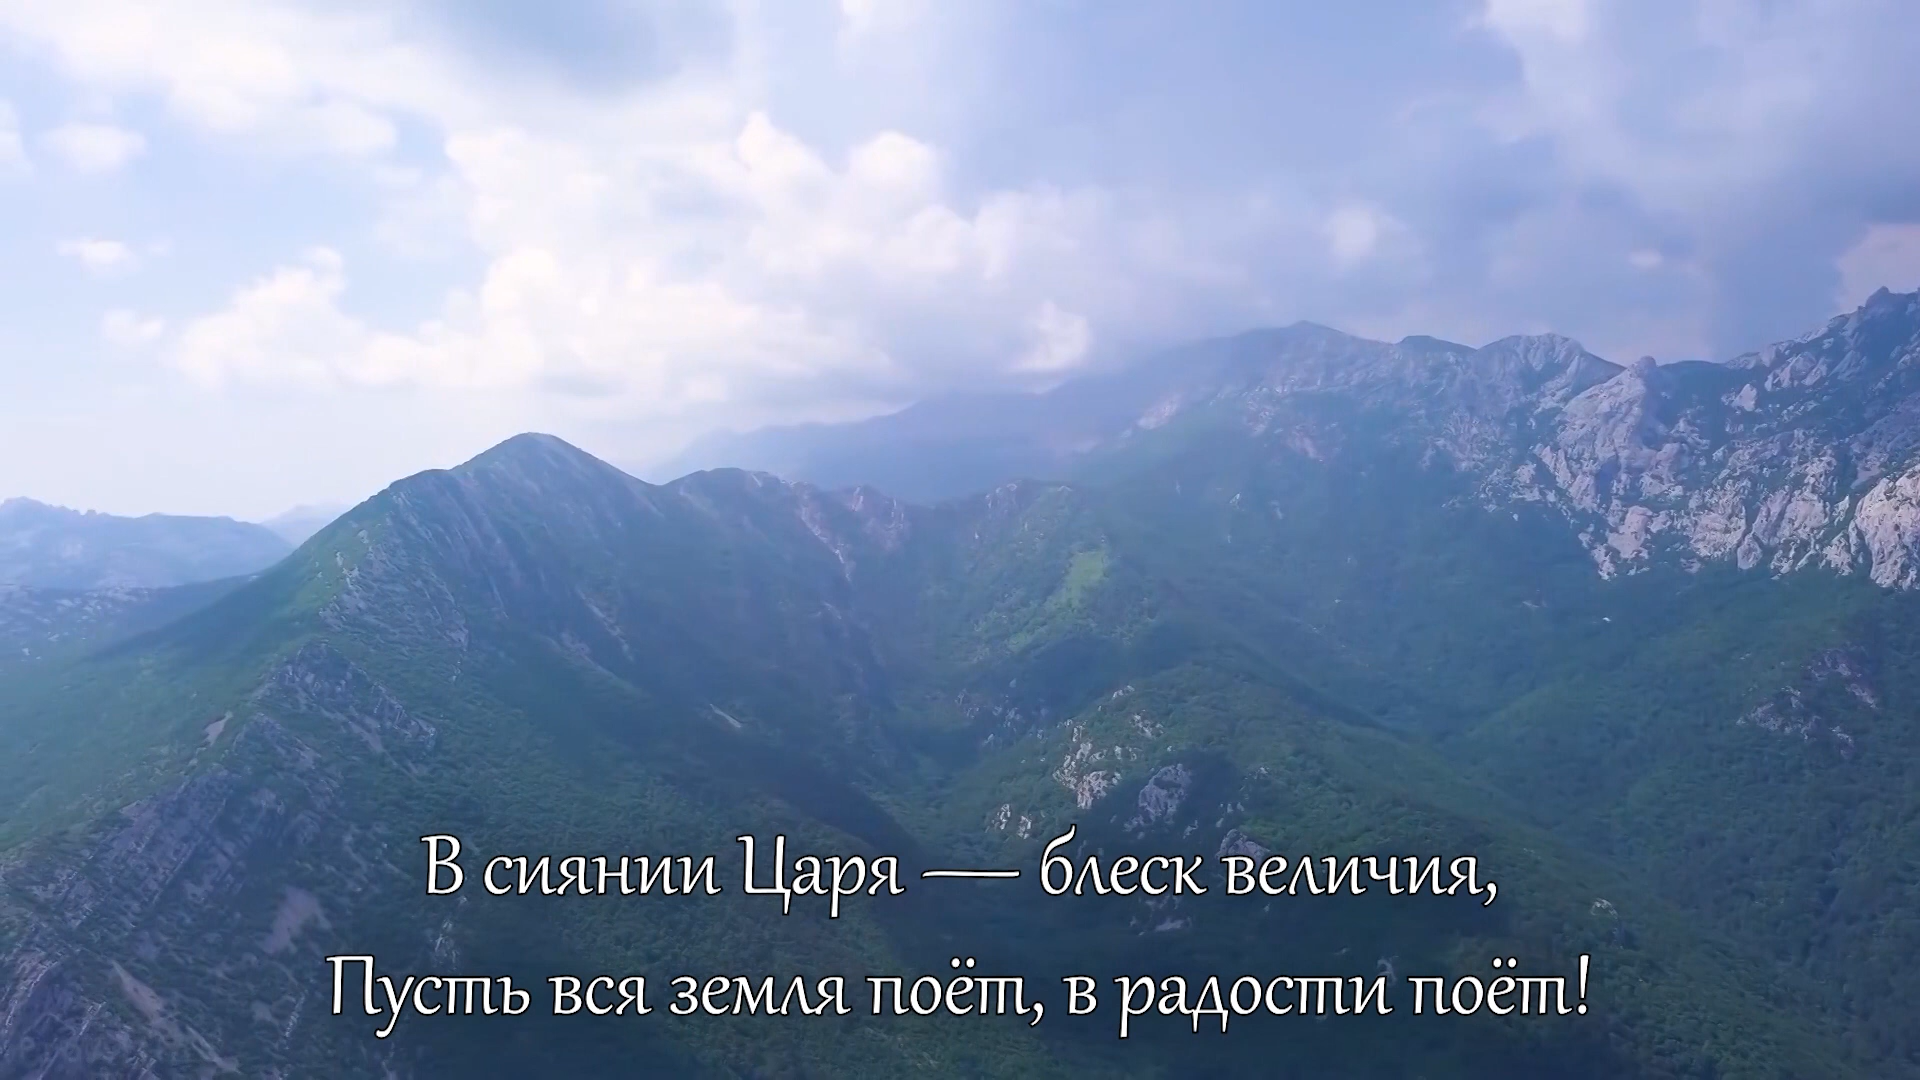 В сиянии Царя — блеск величия,
Пусть вся земля поёт, в радости поёт!